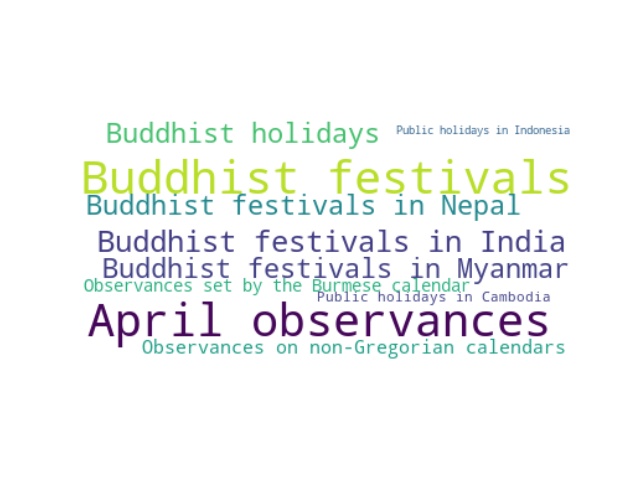 Buddhist holidays
Public holidays in Indonesia
Buddhist festivals
Buddhist festivals in Nepal
Buddhist festivals in India
Buddhist festivals in Myanmar
Observances set by the Burmese calendar
Public holidays in Cambodia
April observances
Observances on non-Gregorian calendars